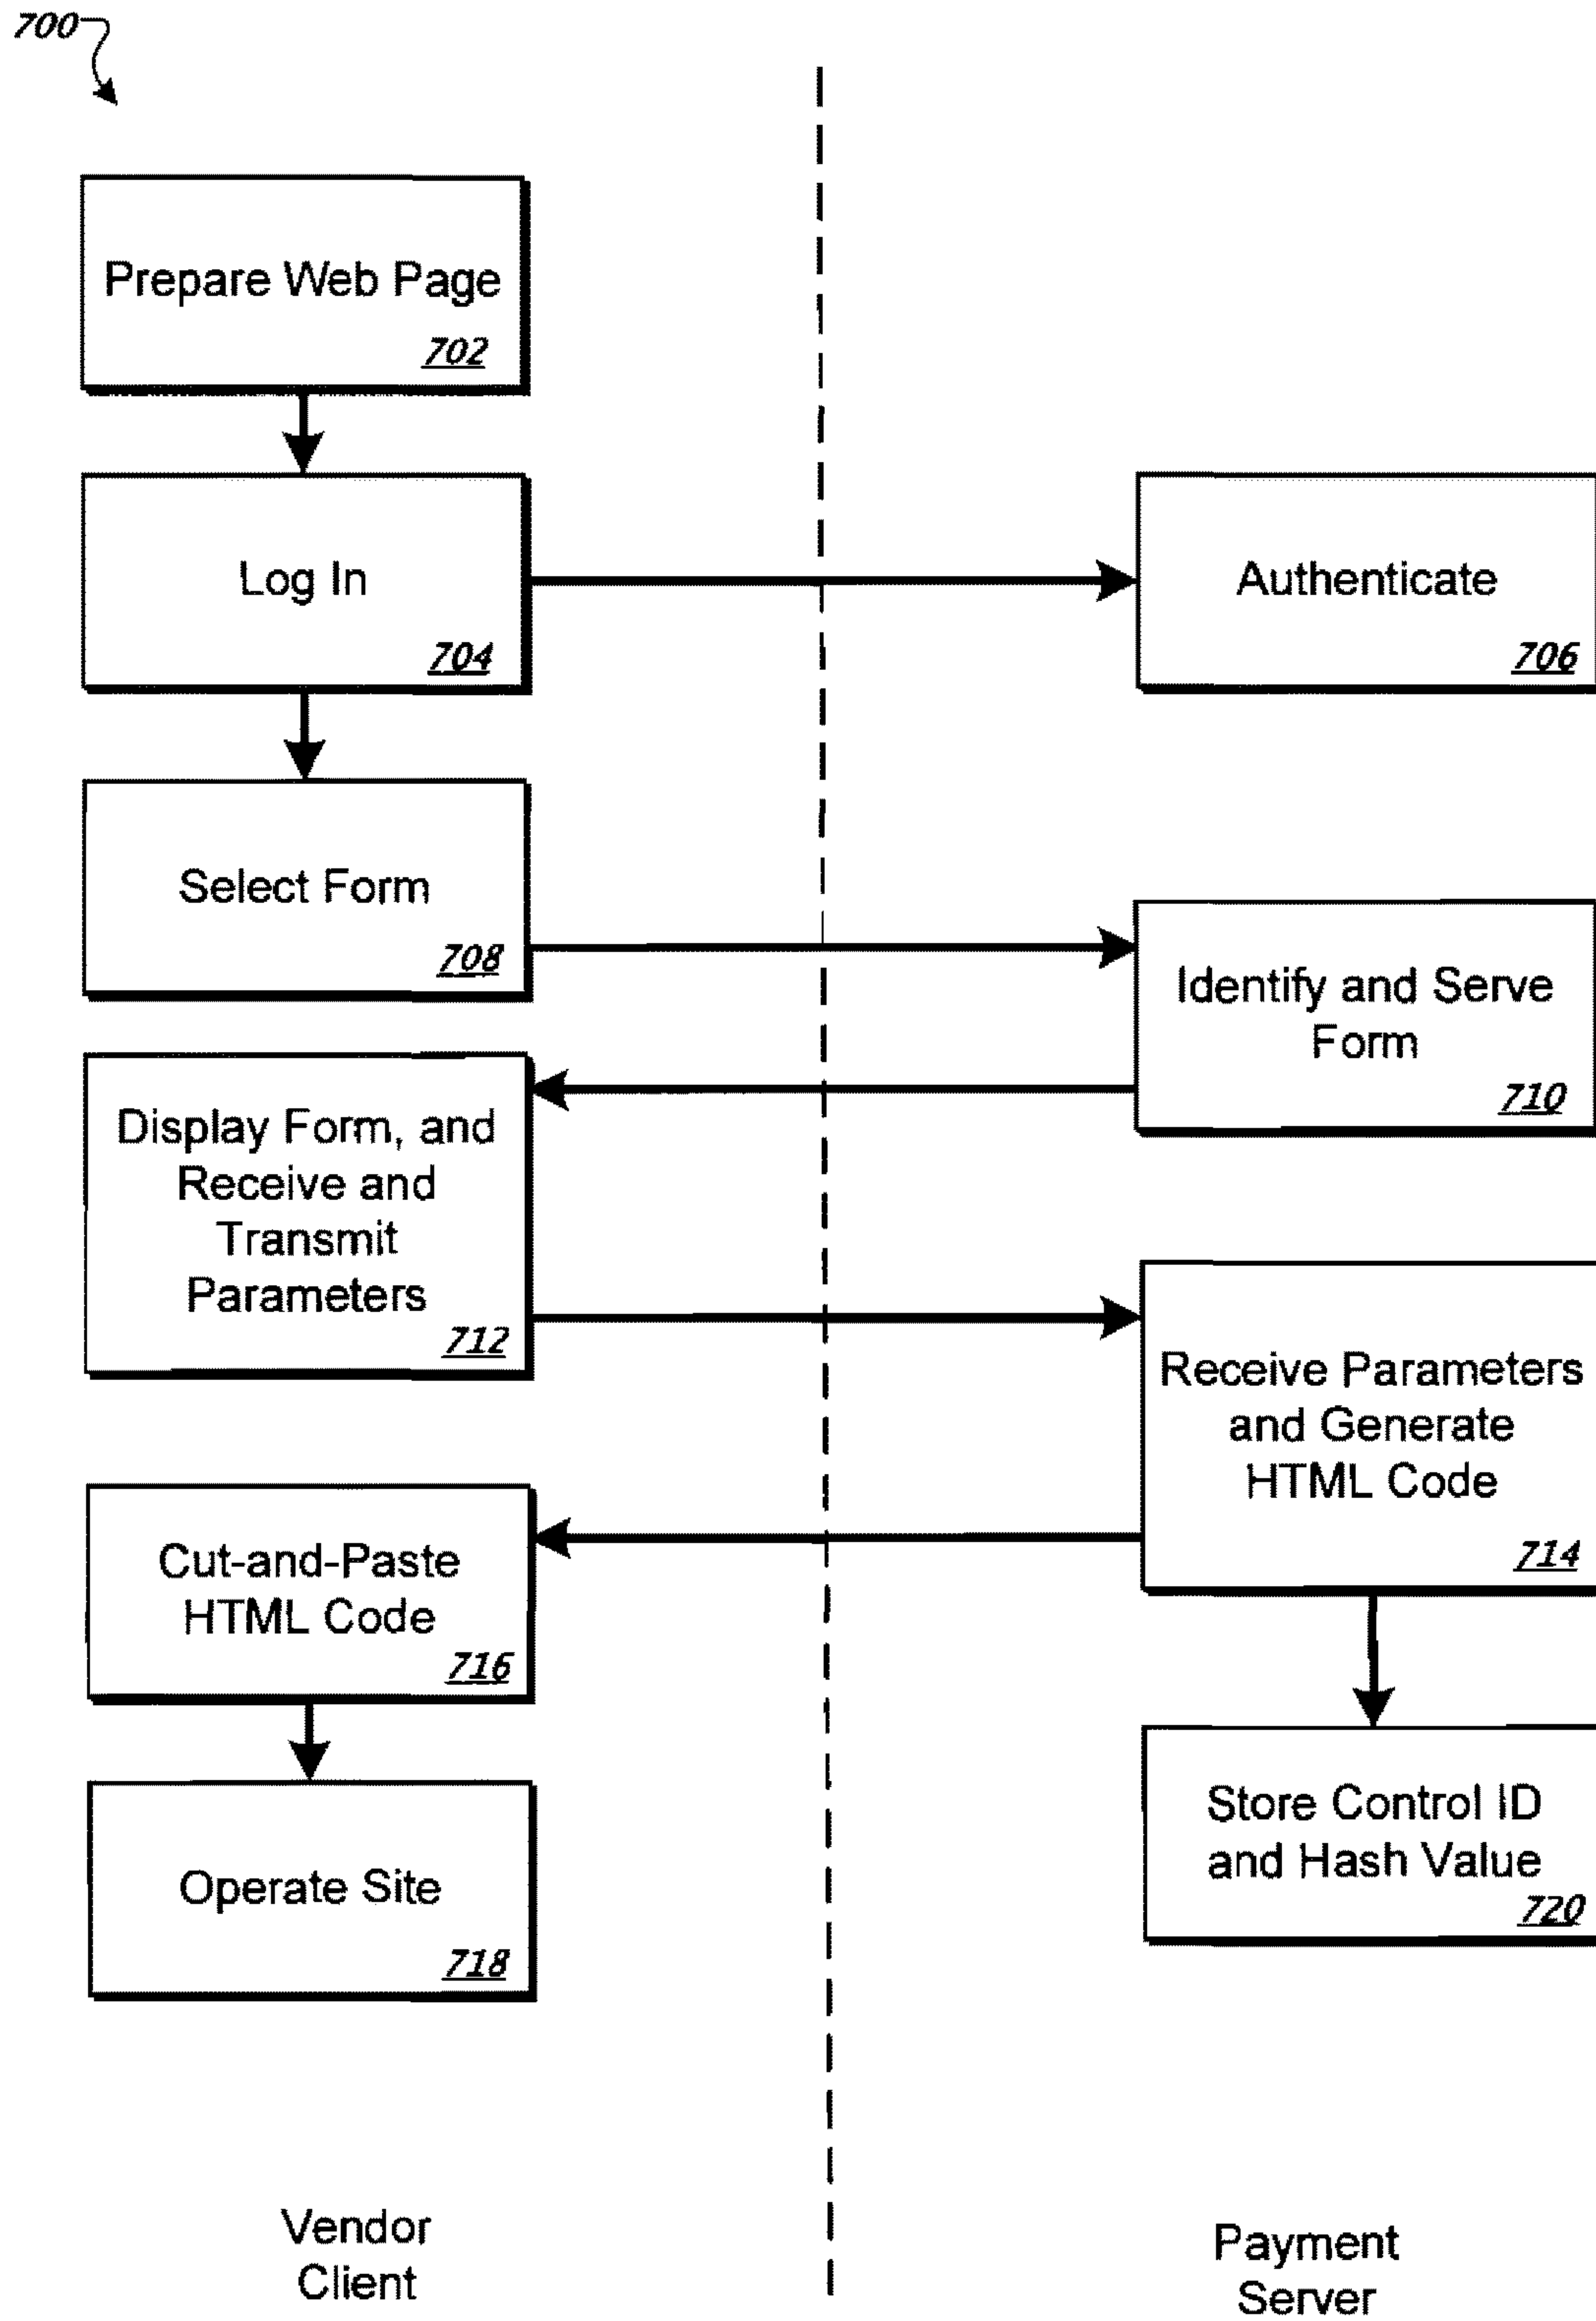 700
Prepare Web Page
702
Log In
704
Authenticate
706
Select Form
708
Identify and Serve
Form
710
Display Form, and
Receive and
Transmit
Parameters
712
Receive Parameters
and Generate
HTML Code
714
Cut-and-Paste
HTML Code
716
Operate Site
718
Store Control ID
and Hash Value
720
Vendor
Client
Payment
Server